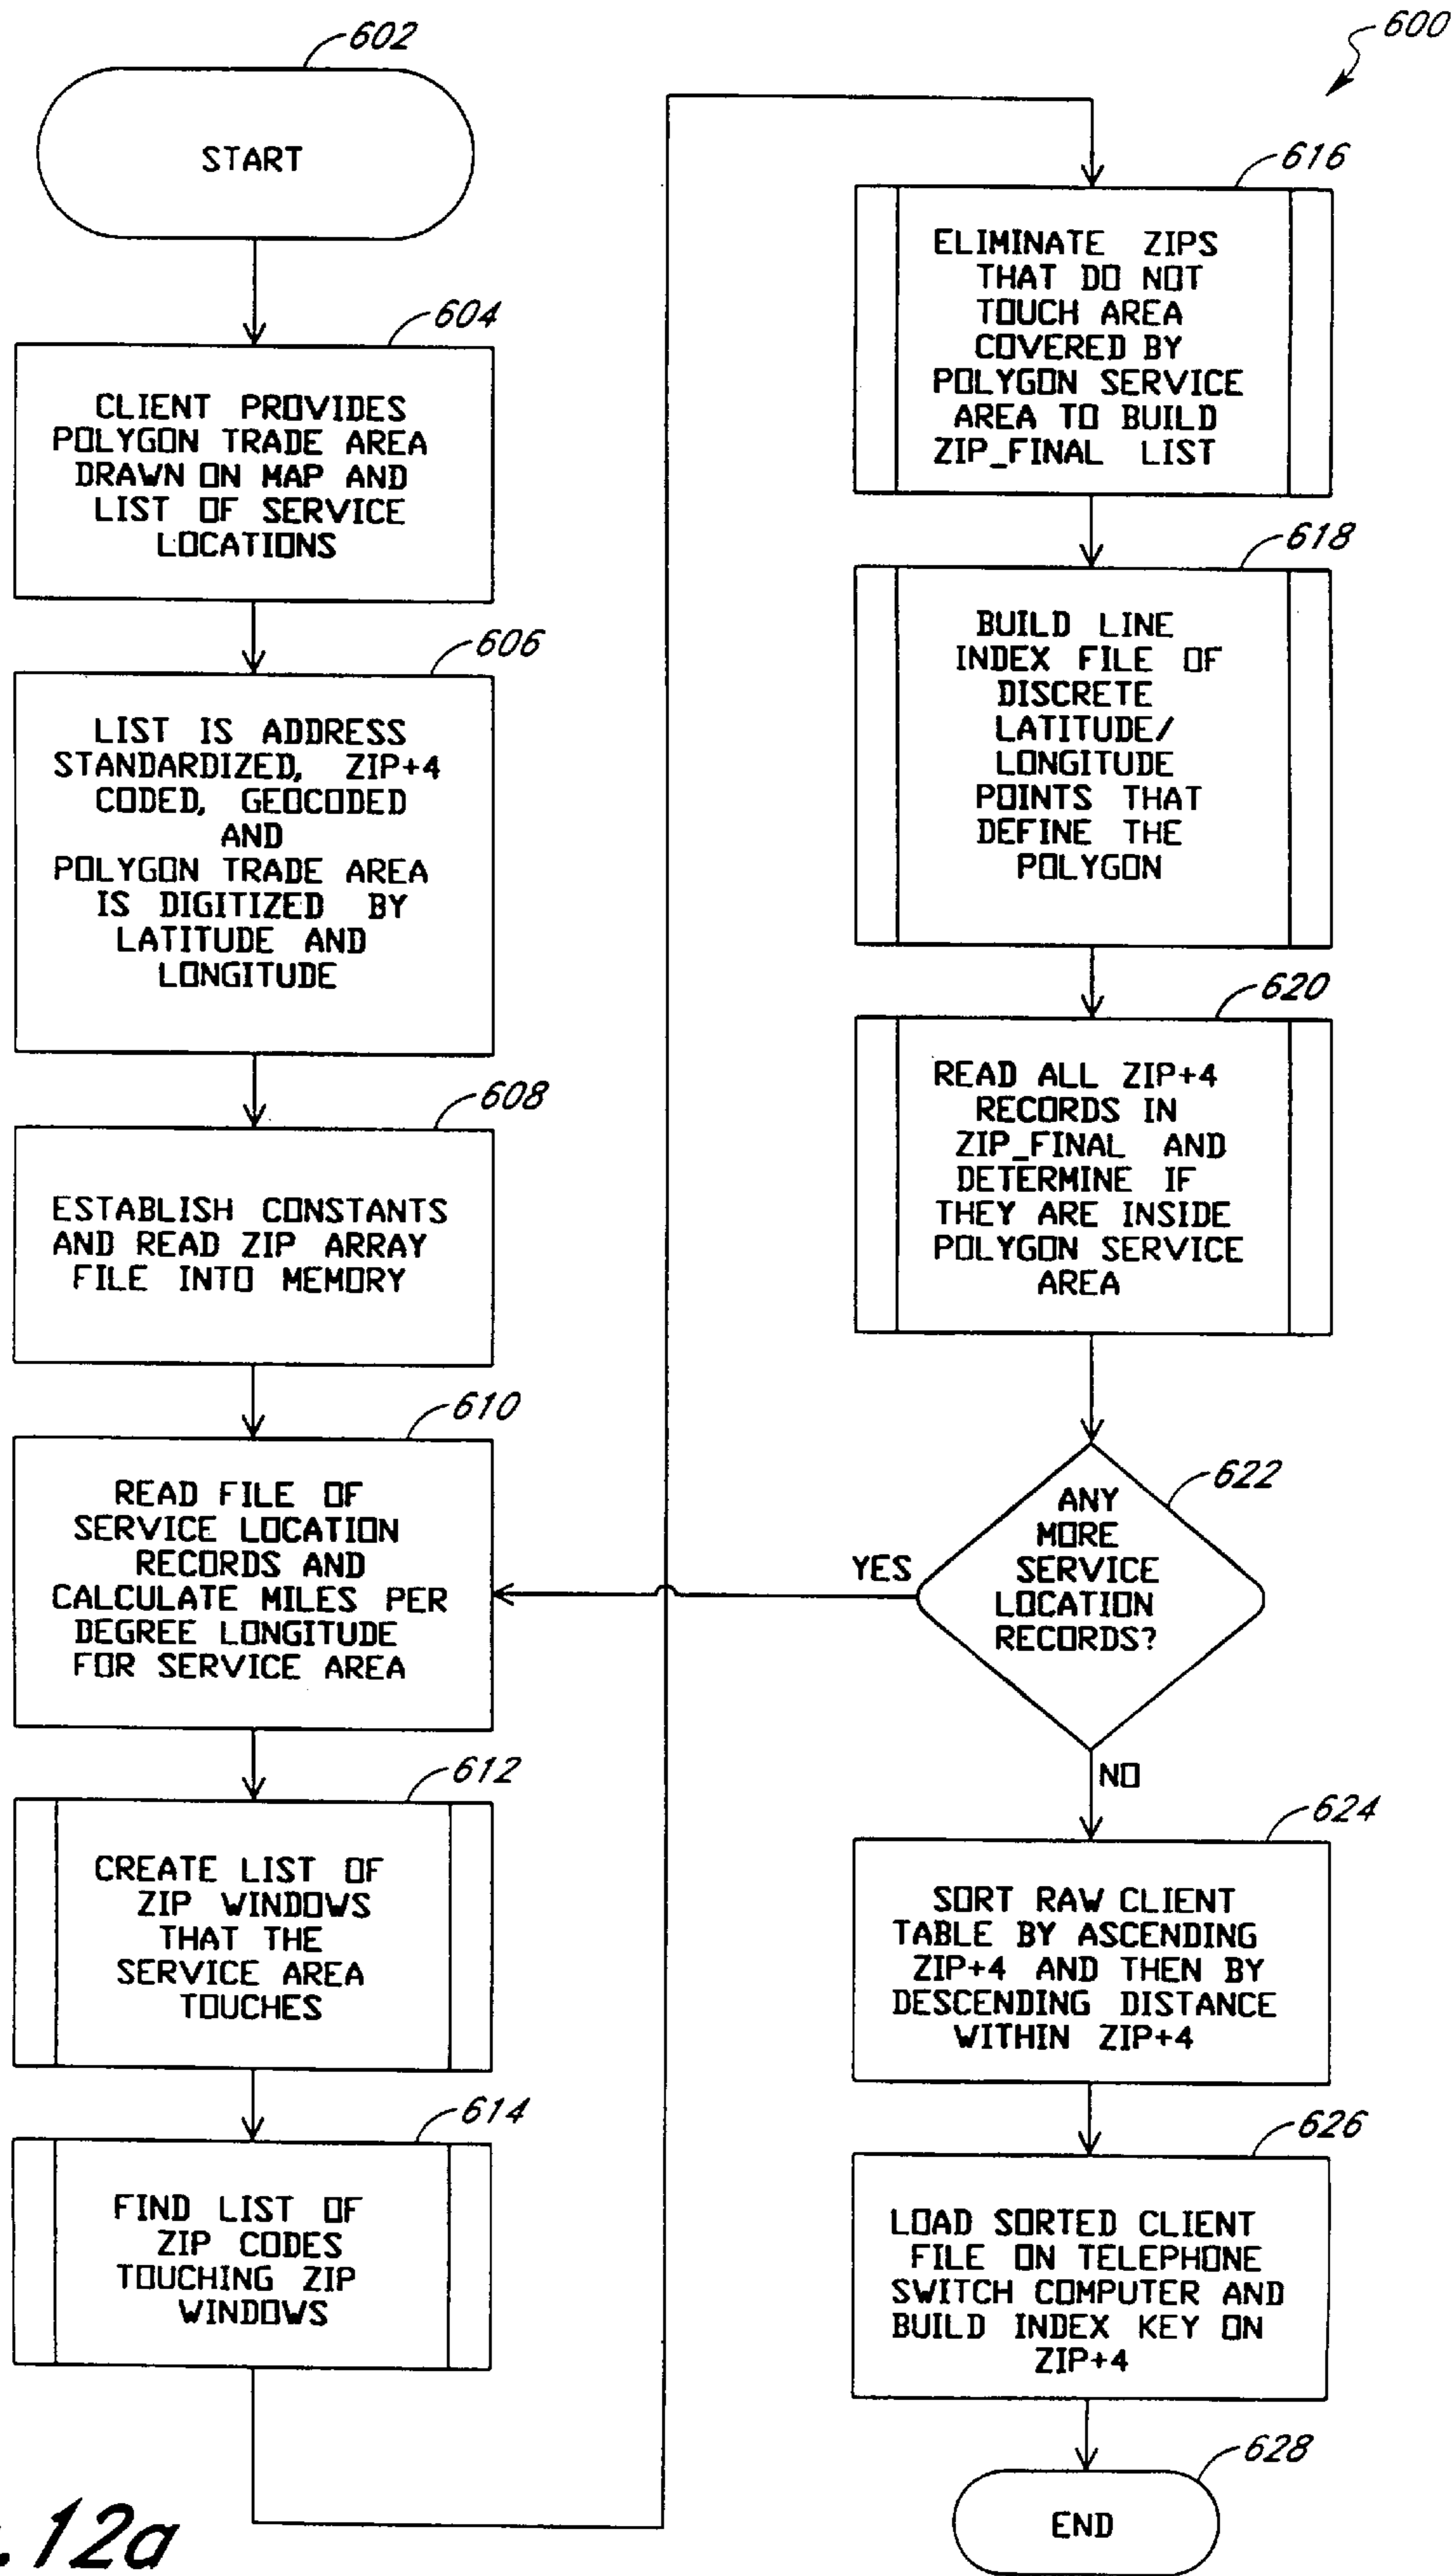 600
602
START
604
CLIENT PROVIDES
POLYGON TRADE AREA
DRAWN ON MAP AND
LIST OF SERVICE
LOCATIONS
606
LIST IS ADDRESS
STANDARDIZED, ZIP+4
CODED, GEOCODED
AND
POLYGON TRADE AREA
IS DIGITIZED BY
LATITUDE AND
LONGITUDE
608
ESTABLISH CONSTANTS
AND READ ZIP ARRAY
FILE INTO MEMORY
610
READ FILE OF
SERVICE LOCATION
RECORDS AND
CALCULATE MILES PER
DEGREE LONGITUDE
FOR SERVICE AREA
612
CREATE LIST OF
ZIP WINDOWS
THAT THE
SERVICE AREA
TOUCHES
614
FIND LIST OF
ZIP CODES
TOUCHING ZIP
WINDOWS
616
ELIMINATE ZIPS
THAT DO NOT
TOUCH AREA
COVERED BY
POLYGON SERVICE
AREA TO BUILD
ZIP_FINAL LIST
618
BUILD LINE
INDEX FILE OF
DISCRETE
LATITUDE/
LONGITUDE
POINTS THAT
DEFINE THE
POLYGON
620
READ ALL ZIP+4
RECORDS IN
ZIP_FINAL AND
DETERMINE IF
THEY ARE INSIDE
POLYGON SERVICE
AREA
622
ANY
MORE
SERVICE
LOCATION
RECORDS?
YES
NO
624
SORT RAW CLIENT
TABLE BY ASCENDING
ZIP+4 AND THEN BY
DESCENDING DISTANCE
WITHIN ZIP+4
626
LOAD SORTED CLIENT
FILE ON TELEPHONE
SWITCH COMPUTER AND
BUILD INDEX KEY ON
ZIP+4
628
END
. 12a